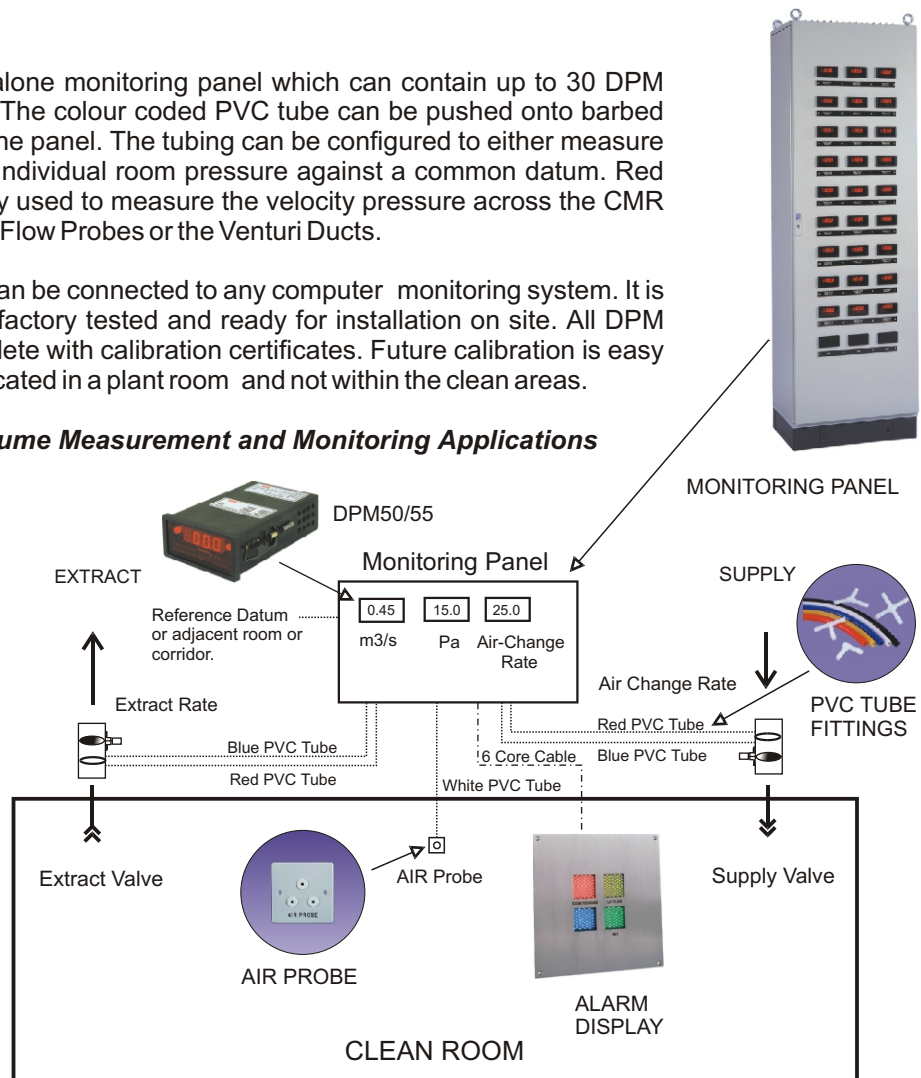 alone monitoring panel which can contain up to 30 DPM
The colour coded PVC tube can be pushed onto barbed
panel. The tubing can be configured to either measure
individual room pressure against a common datum. Red
used to measure the velocity pressure across the CMR
Flow Probes or the Venturi Ducts.
can be connected to any computer monitoring system. It is
factory tested and ready for installation on site. All DPM
with calibration certificates. Future calibration is easy
in a plant room and not within the clean areas.
Measurement and Monitoring Applications
MONITORING PANEL
DPM50/55
Monitoring Panel
EXTRACT
SUPPLY
Reference Datum
or adjacent room or
corridor.
0.45 15.0 25.0
m3/s Pa Air-Change
Rate
Extract Rate
Air Change Rate
Red PVC Tube
PVC TUBE
FITTINGS
Blue PVC Tube
6 Core Cable
Blue PVC Tube
Red PVC Tube
White PVC Tube
Extract Valve
AIR Probe
Supply Valve
AIR PROBE
AIR PROBE
ALARM
DISPLAY
CLEAN ROOM